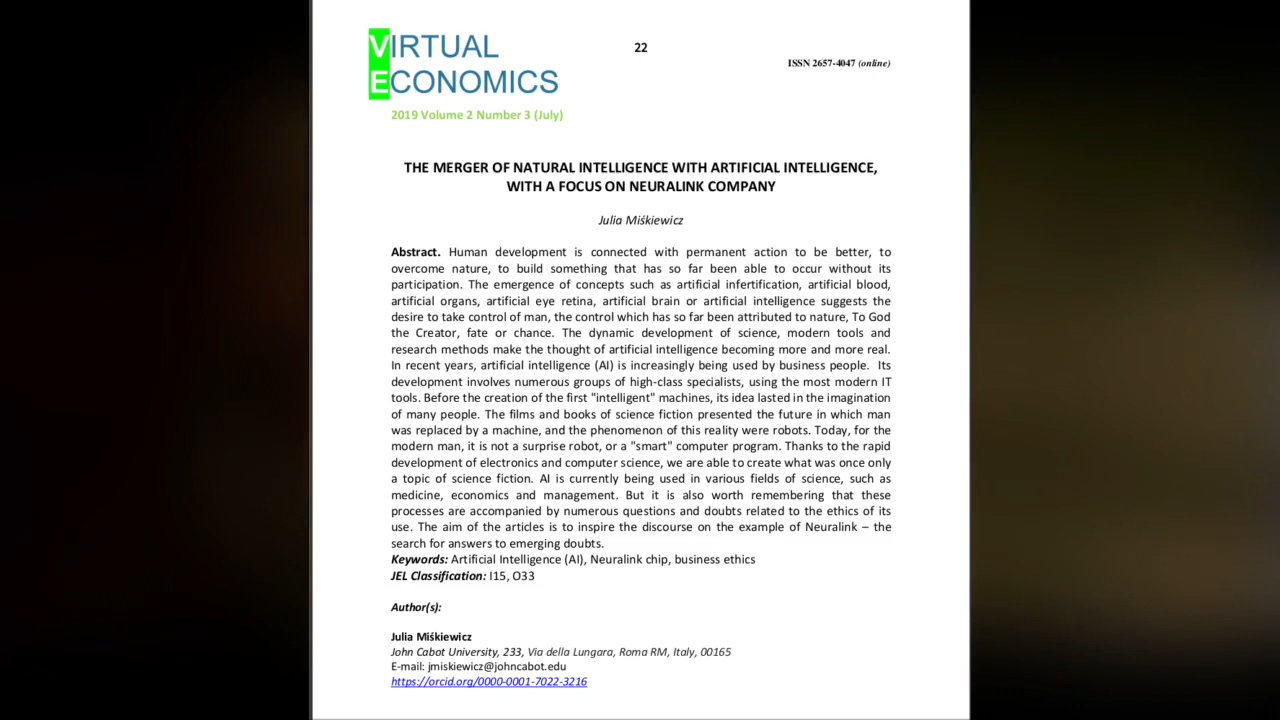 VIRTUAL
ECONOMICS
22
ISSN 2657-4047 (online)
2019 Volume 2 Number 3 (July)
THE MERGER OF NATURAL INTELLIGENCE WITH ARTIFICIAL INTELLIGENCE,
WITH A FOCUS ON NEURALINK COMPANY
Julia Miśkiewicz
Abstract. Human development is connected with permanent action to be better, to
overcome nature, to build something that has so far been able to occur without its
participation. The emergence of concepts such as artificial infertification, artificial blood,
artificial organs, artificial eye retina, artificial brain or artificial intelligence suggests the
desire to take control of man, the control which has so far been attributed to nature, To God
the Creator, fate or chance. The dynamic development of science, modern tools and
research methods make the thought of artificial intelligence becoming more and more real.
In recent years, artificial intelligence (AI) is increasingly being used by business people. Its
development involves numerous groups of high-class specialists, using the most modern IT
tools. Before the creation of the first "intelligent" machines, its idea lasted in the imagination
of many people. The films and books of science fiction presented the future in which man
was replaced by a machine, and the phenomenon of this reality were robots. Today, for the
modern man, it is not a surprise robot, or a "smart" computer program. Thanks to the rapid
development of electronics and computer science, we are able to create what was once only
a topic of science fiction. AI is currently being used in various fields of science, such as
medicine, economics and management. But it is also worth remembering that these
processes are accompanied by numerous questions and doubts related to the ethics of its
use. The aim of the articles is to inspire the discourse on the example of Neuralink – the
search for answers to emerging doubts.
Keywords: Artificial Intelligence (AI), Neuralink chip, business ethics
JEL Classification: I15, O33
Author(s):
Julia Miśkiewicz
John Cabot University, 233, Via della Lungara, Roma RM, Italy, 00165
E-mail: jmiskiewicz@johncabot.edu
https://orcid.org/0000-0001-7022-3216